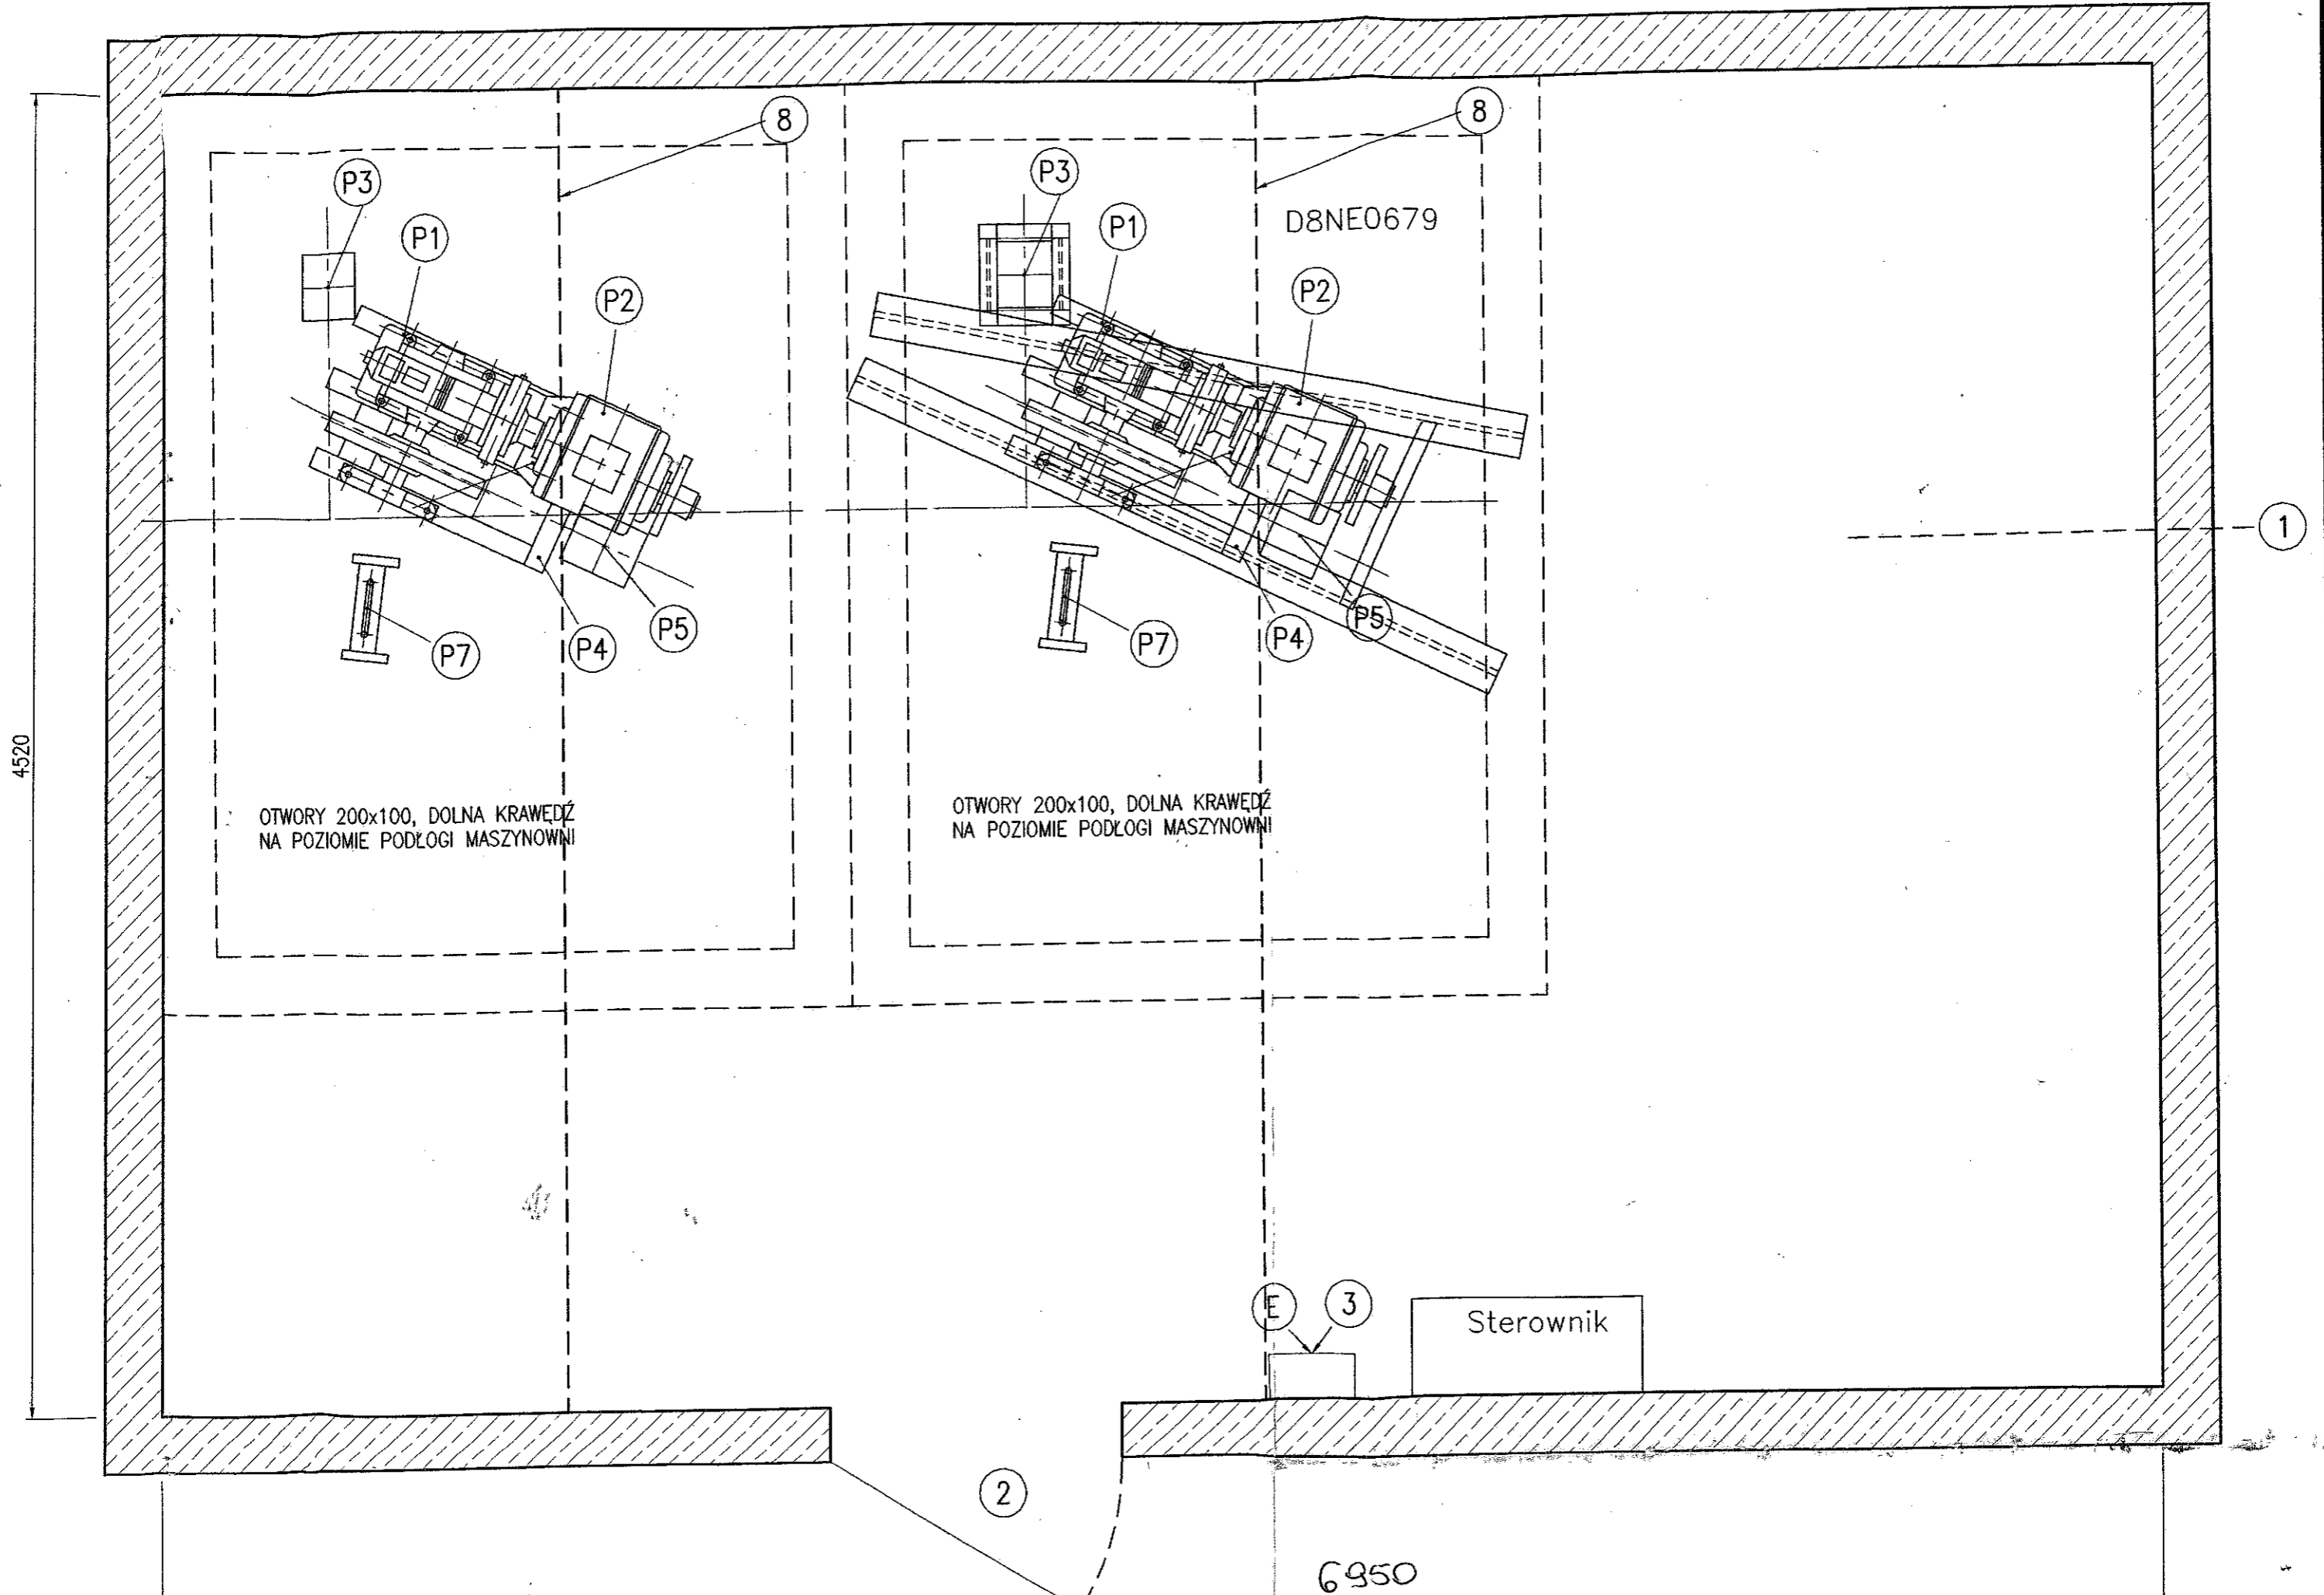 8
8
P3
P3
D8NE0679
P1
P1
P2
P2
1
P5
P5
P4
P4
P7
P7
4520
OTWORY 200x100, DOLNA KRAWĘDŹ
NA POZIOMIE PODŁOGI MASZYNOWNI
OTWORY 200x100, DOLNA KRAWĘDŹ
NA POZIOMIE PODŁOGI MASZYNOWNI
E
3
Sterownik
2
6950